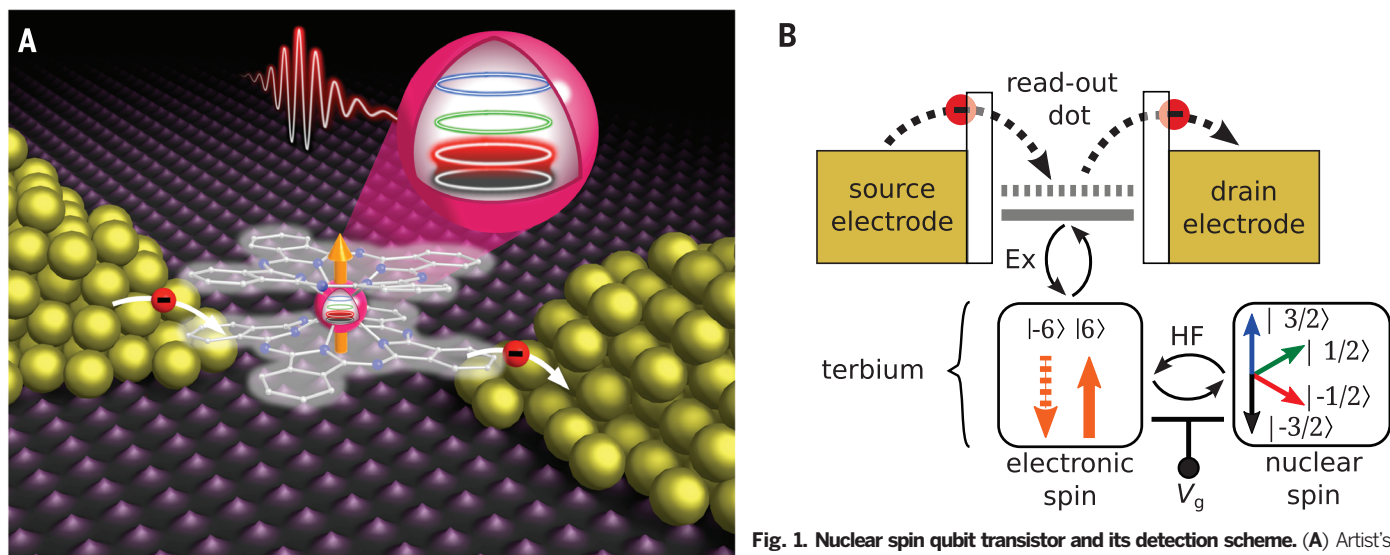 A
B
read-out
dot
source
electrode
drain
electrode
Ex
terbium
|-6⟩ |6⟩
HF
| 3/2⟩
| 1/2⟩
|-1/2⟩
|-3/2⟩
electronic
spin
nuclear
spin
Vg
Fig. 1. Nuclear spin qubit transistor and its detection scheme. (A) Artist's